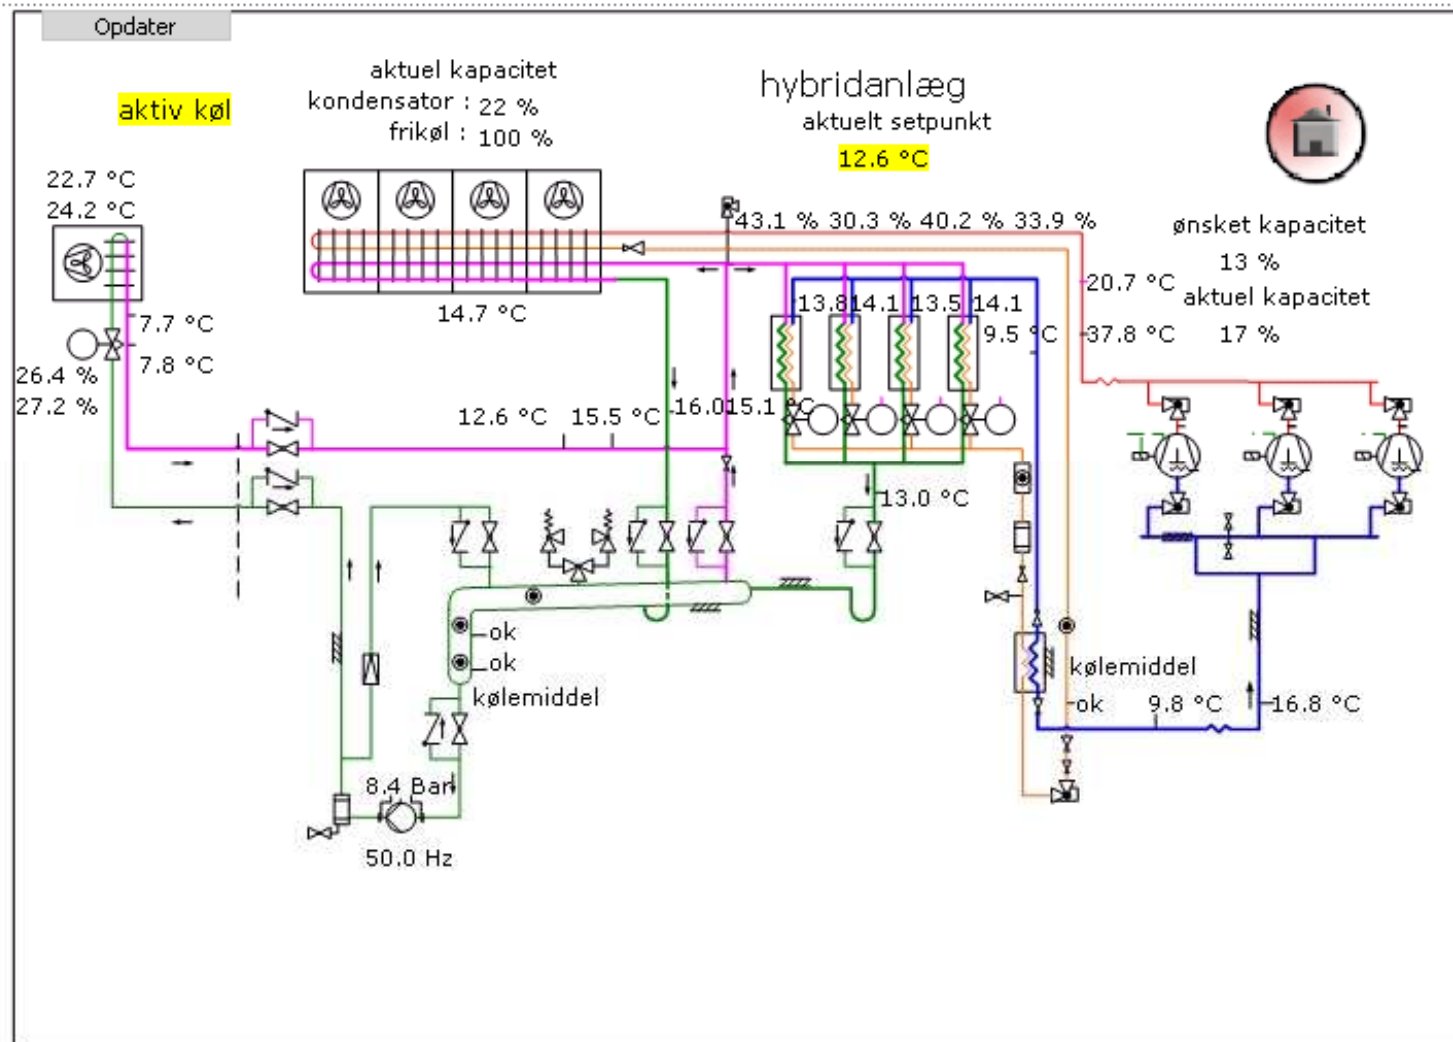 Opdater
aktuel kapacitet
kondensator : 22 %
frikøl : 100 %
aktiv køl
hybridanlæg
aktuelt setpunkt
12.6 °C
22.7 °C
24.2 °C
43.1 % 30.3 % 40.2 % 33.9 %
ønsket kapacitet
13 %
20.7 °C
aktuel kapacitet
17 %
37.8 °C
14.7 °C
13.8 14.1 13.5 14.1
9.5 °C
7.7 °C
7.8 °C
26.4 %
27.2 %
12.6 °C 15.5 °C 16.0 15.1 °C
13.0 °C
ok
ok
kølemiddel
kølemiddel
ok 9.8 °C 16.8 °C
8.4 Bar
50.0 Hz